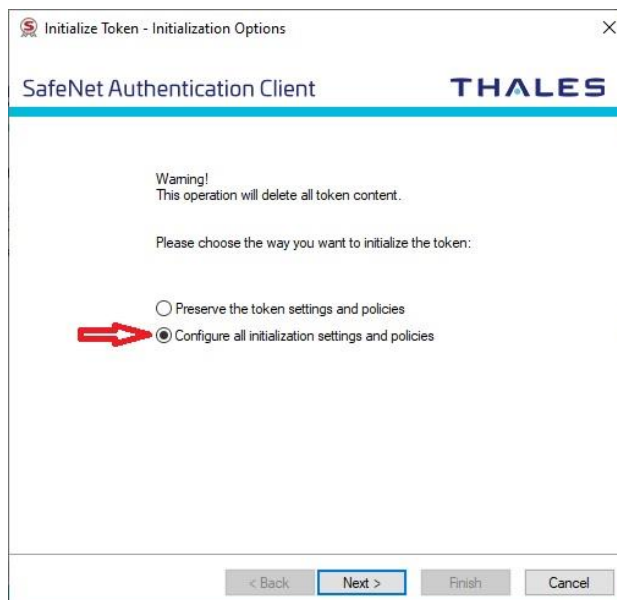 Initialize Token - Initialization Options
SafeNet Authentication Client
THALES
Warning!
This operation will delete all token content.
Please choose the way you want to initialize the token:
Preserve the token settings and policies
Configure all initialization settings and policies
< Back
Next >
Finish
Cancel